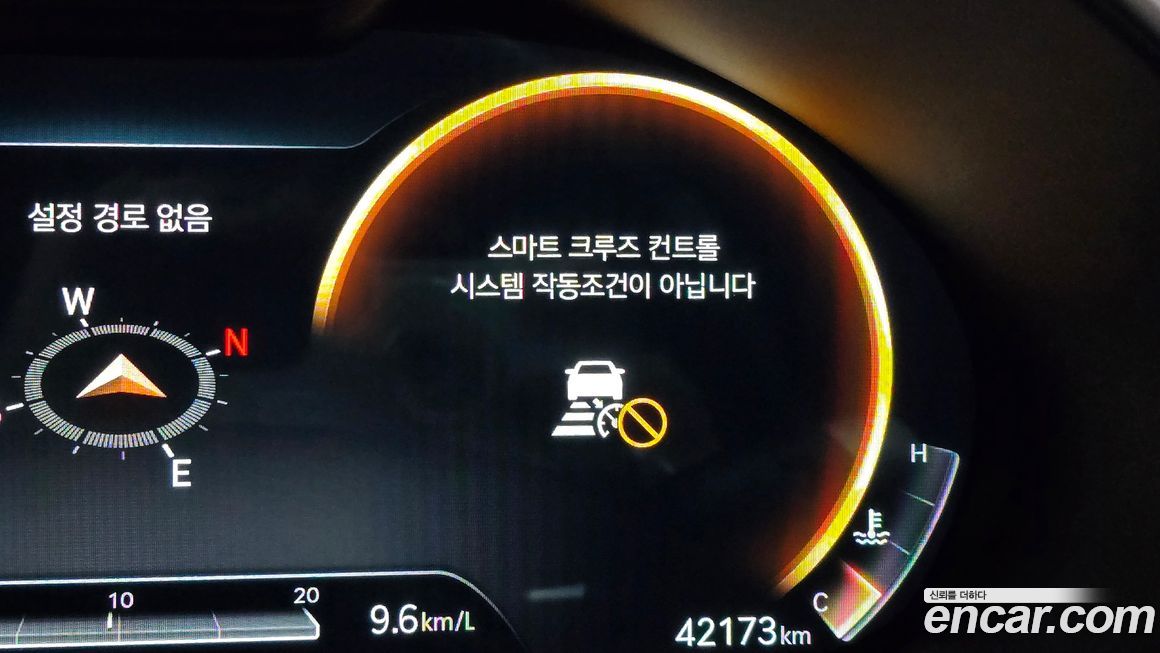 설정 경로 없음
스마트 크루즈 컨트롤
시스템 작동조건이 아닙니다
W
N
E
H
C
10
20
9.6km/L
42173km
신뢰를 더하다
encar.com